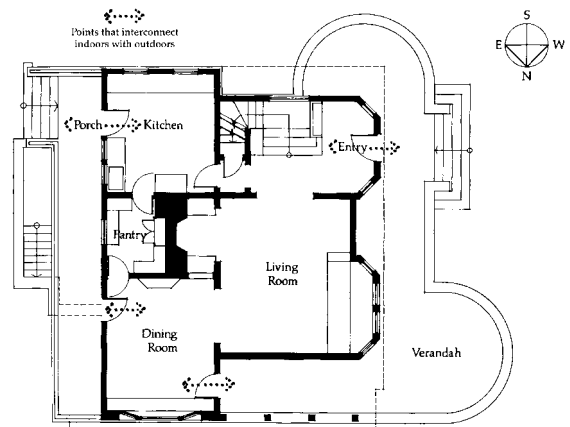 Points that interconnect
indoors with outdoors
S
E
W
N
Porch
Kitchen
Entry
Pantry
Living
Room
Dining
Room
Verandah